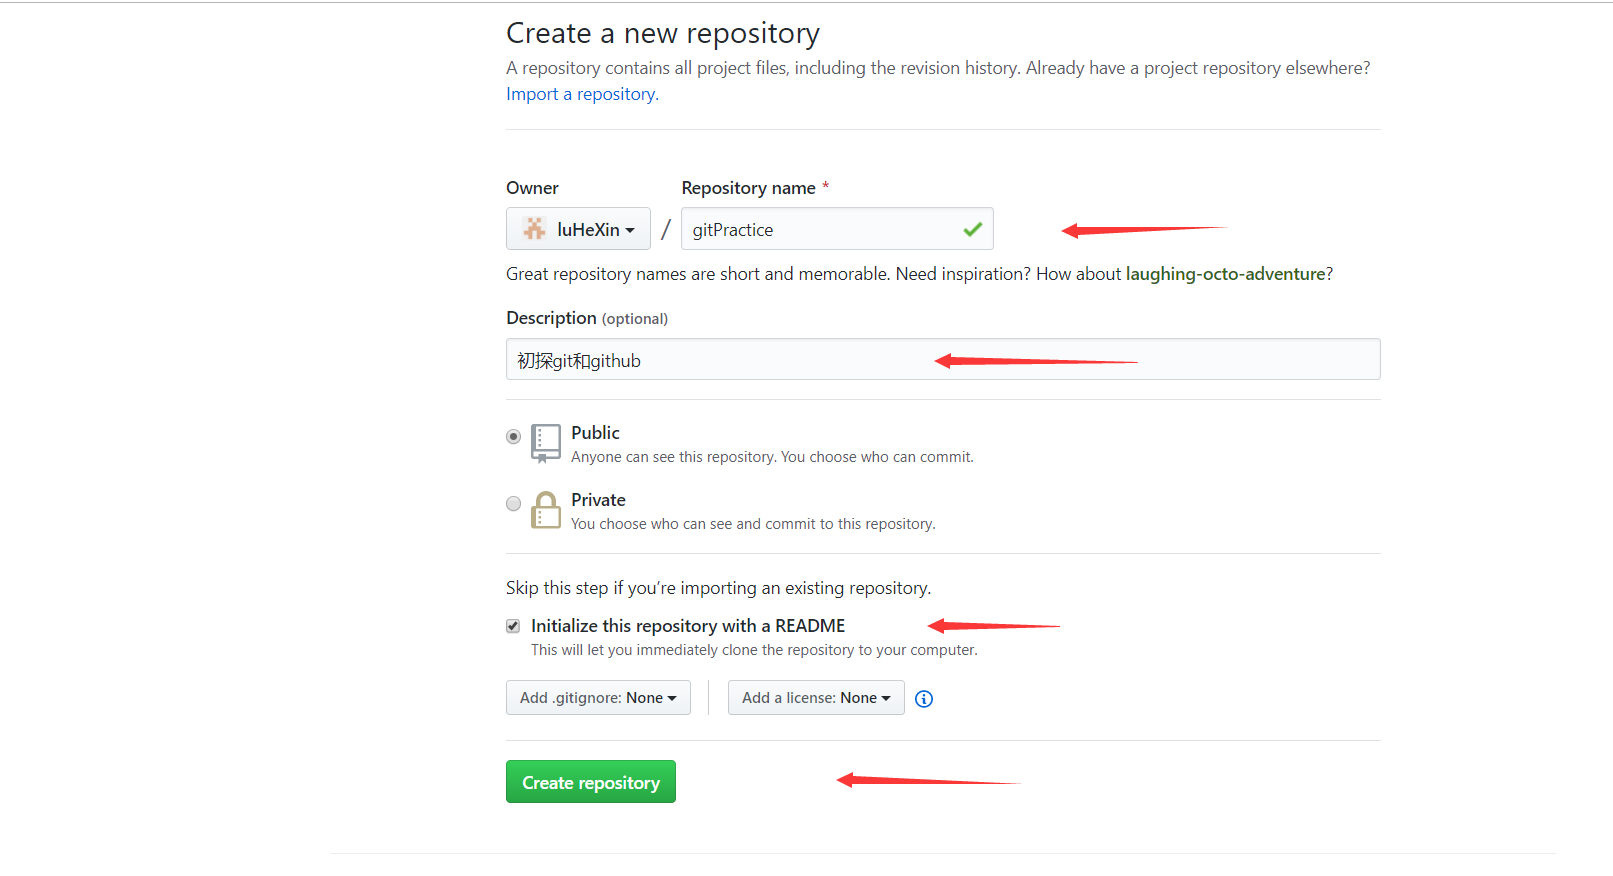 Create a new repository
A repository contains all project files, including the revision history. Already have a project repository elsewhere?
Import a repository.
Owner
Repository name *
luHeXin / gitPractice
Great repository names are short and memorable. Need inspiration? How about laughing-octo-adventure?
Description (optional)
初探git和github
Public
Anyone can see this repository. You choose who can commit.
Private
You choose who can see and commit to this repository.
Skip this step if you’re importing an existing repository.
Initialize this repository with a README
This will let you immediately clone the repository to your computer.
Add .gitignore: None
Add a license: None
Create repository